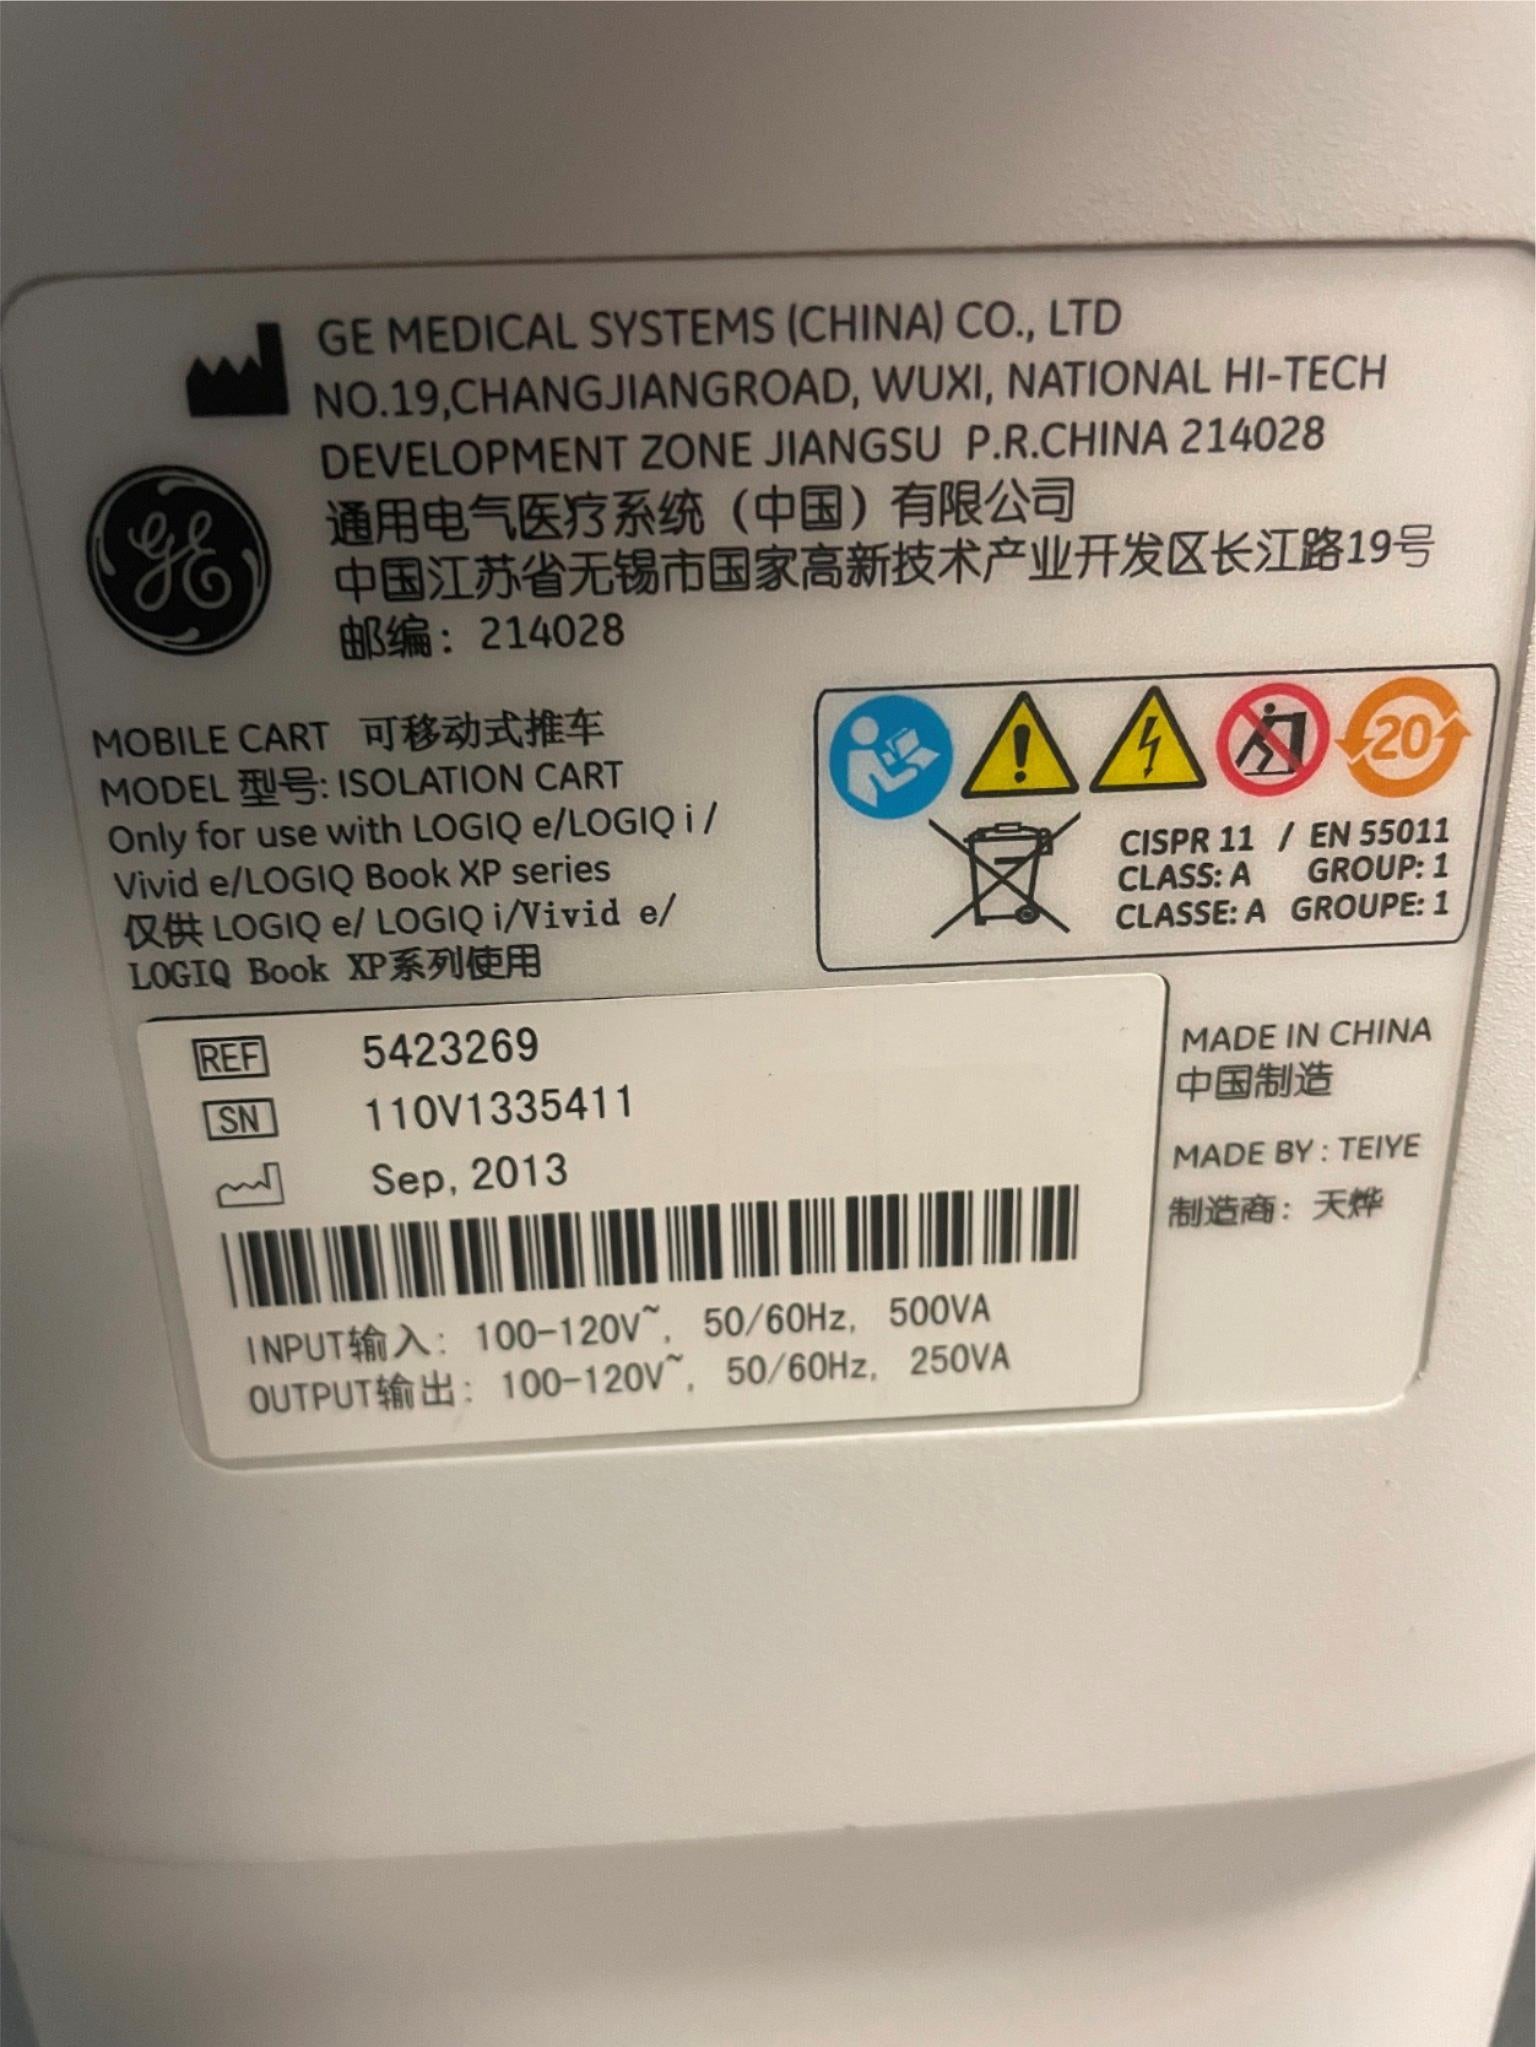 GE MEDICAL SYSTEMS (CHINA) CO., LTD
NO.19,CHANGJIANGROAD, WUXI, NATIONAL HI-TECH
DEVELOPMENT ZONE JIANGSU P.R.CHINA 214028
通用电气医疗系统（中国）有限公司
中国江苏省无锡市国家高新技术产业开发区长江路19号
邮编：214028
GE
MOBILE CART 可移动式推车
MODEL 型号: ISOLATION CART
Only for use with LOGIQ e/LOGIQ i /
Vivid e/LOGIQ Book XP series
仅供 LOGIQ e/ LOGIQ i/Vivid e/
LOGIQ Book XP系列使用
20
CISPR 11 / EN 55011
CLASS: A GROUP: 1
CLASSE: A GROUPE: 1
REF 5423269
SN 110V1335411
Sep, 2013
INPUT输入: 100-120V~, 50/60Hz, 500VA
OUTPUT输出: 100-120V~, 50/60Hz, 250VA
MADE IN CHINA
中国制造
MADE BY : TEIYE
制造商：天烨